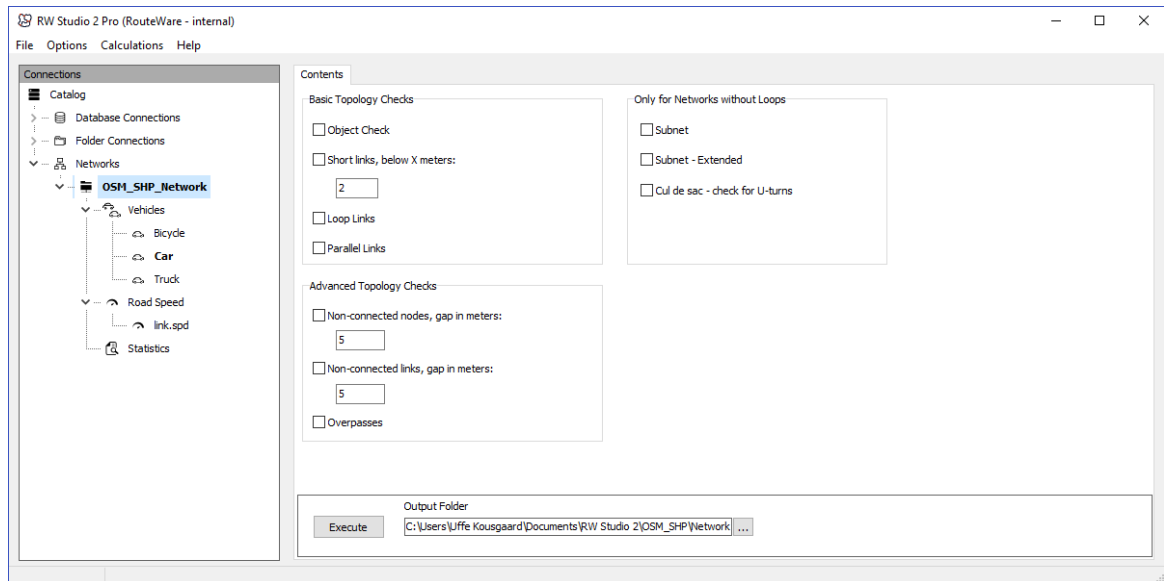 RW Studio 2 Pro (RouteWare - internal)
File Options Calculations Help
Connections
Catalog
Database Connections
Folder Connections
Networks
OSM_SHP_Network
Vehicles
Bicycle
Car
Truck
Road Speed
link.spd
Statistics
Contents
Basic Topology Checks
Object Check
Short links, below X meters:
2
Loop Links
Parallel Links
Advanced Topology Checks
Non-connected nodes, gap in meters:
5
Non-connected links, gap in meters:
5
Overpasses
Only for Networks without Loops
Subnet
Subnet - Extended
Cul de sac - check for U-turns
Output Folder
Execute
C:\Users\Uffe Kousgaard\Documents\RW Studio 2\OSM_SHP\Network
...